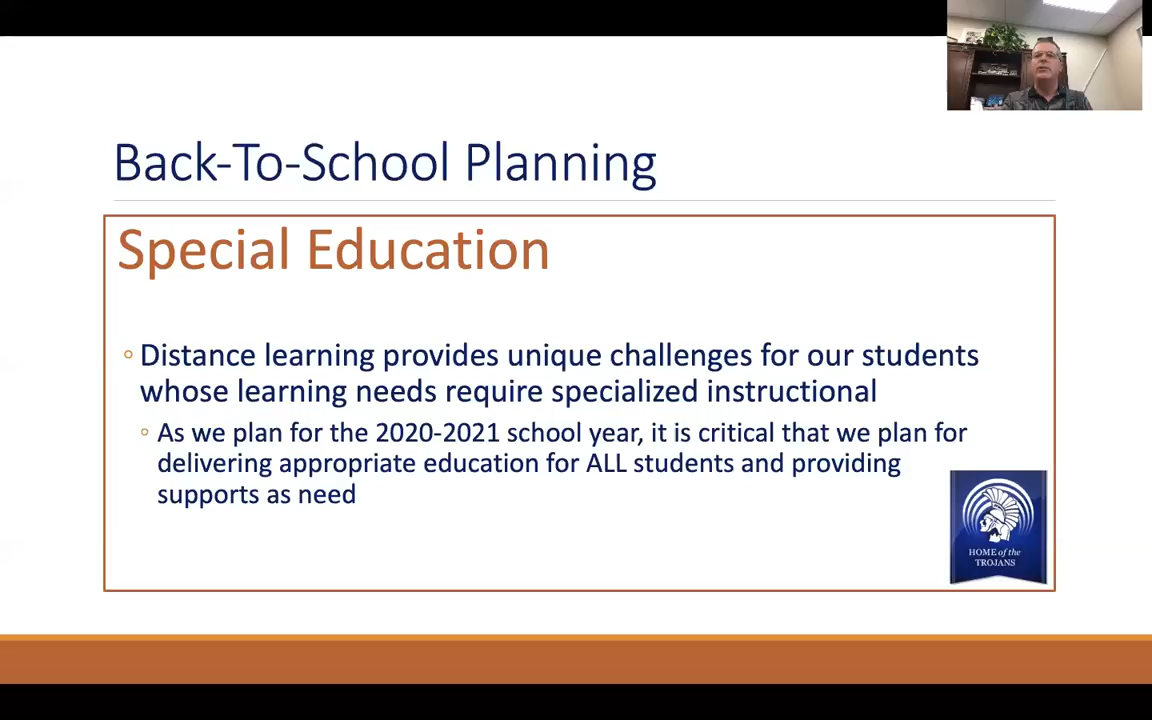 Back-To-School Planning
Special Education
Distance learning provides unique challenges for our students
whose learning needs require specialized instructional
As we plan for the 2020-2021 school year, it is critical that we plan for
delivering appropriate education for ALL students and providing
supports as need
HOME of the
TROJANS